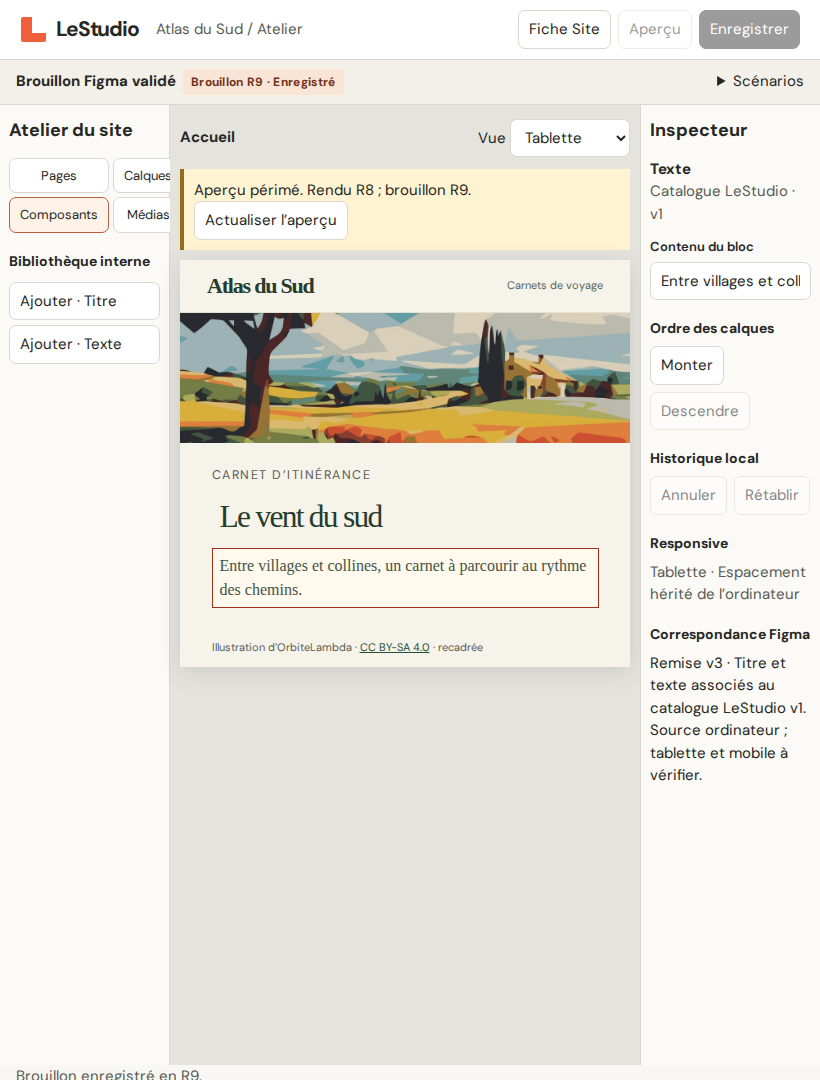 LeStudio
Atlas du Sud / Atelier
Fiche Site
Aperçu
Enregistrer
Brouillon Figma validé
Brouillon R9 · Enregistré
▶ Scénarios
Atelier du site
Pages
Calques
Composants
Médias
Bibliothèque interne
Ajouter · Titre
Ajouter · Texte
Accueil
Vue
Tablette
Aperçu périmé. Rendu R8 ; brouillon R9.
Actualiser l’aperçu
Atlas du Sud
Carnets de voyage
CARNET D’ITINÉRANCE
Le vent du sud
Entre villages et collines, un carnet à parcourir au rythme
des chemins.
Illustration d’OrbiteLambda · CC BY-SA 4.0 · recadrée
Inspecteur
Texte
Catalogue LeStudio ·
v1
Contenu du bloc
Entre villages et coll
Ordre des calques
Monter
Descendre
Historique local
Annuler
Rétablir
Responsive
Tablette · Espacement
hérité de l’ordinateur
Correspondance Figma
Remise v3 · Titre et
texte associés au
catalogue LeStudio v1.
Source ordinateur ;
tablette et mobile à
vérifier.
Brouillon enregistré en R9.